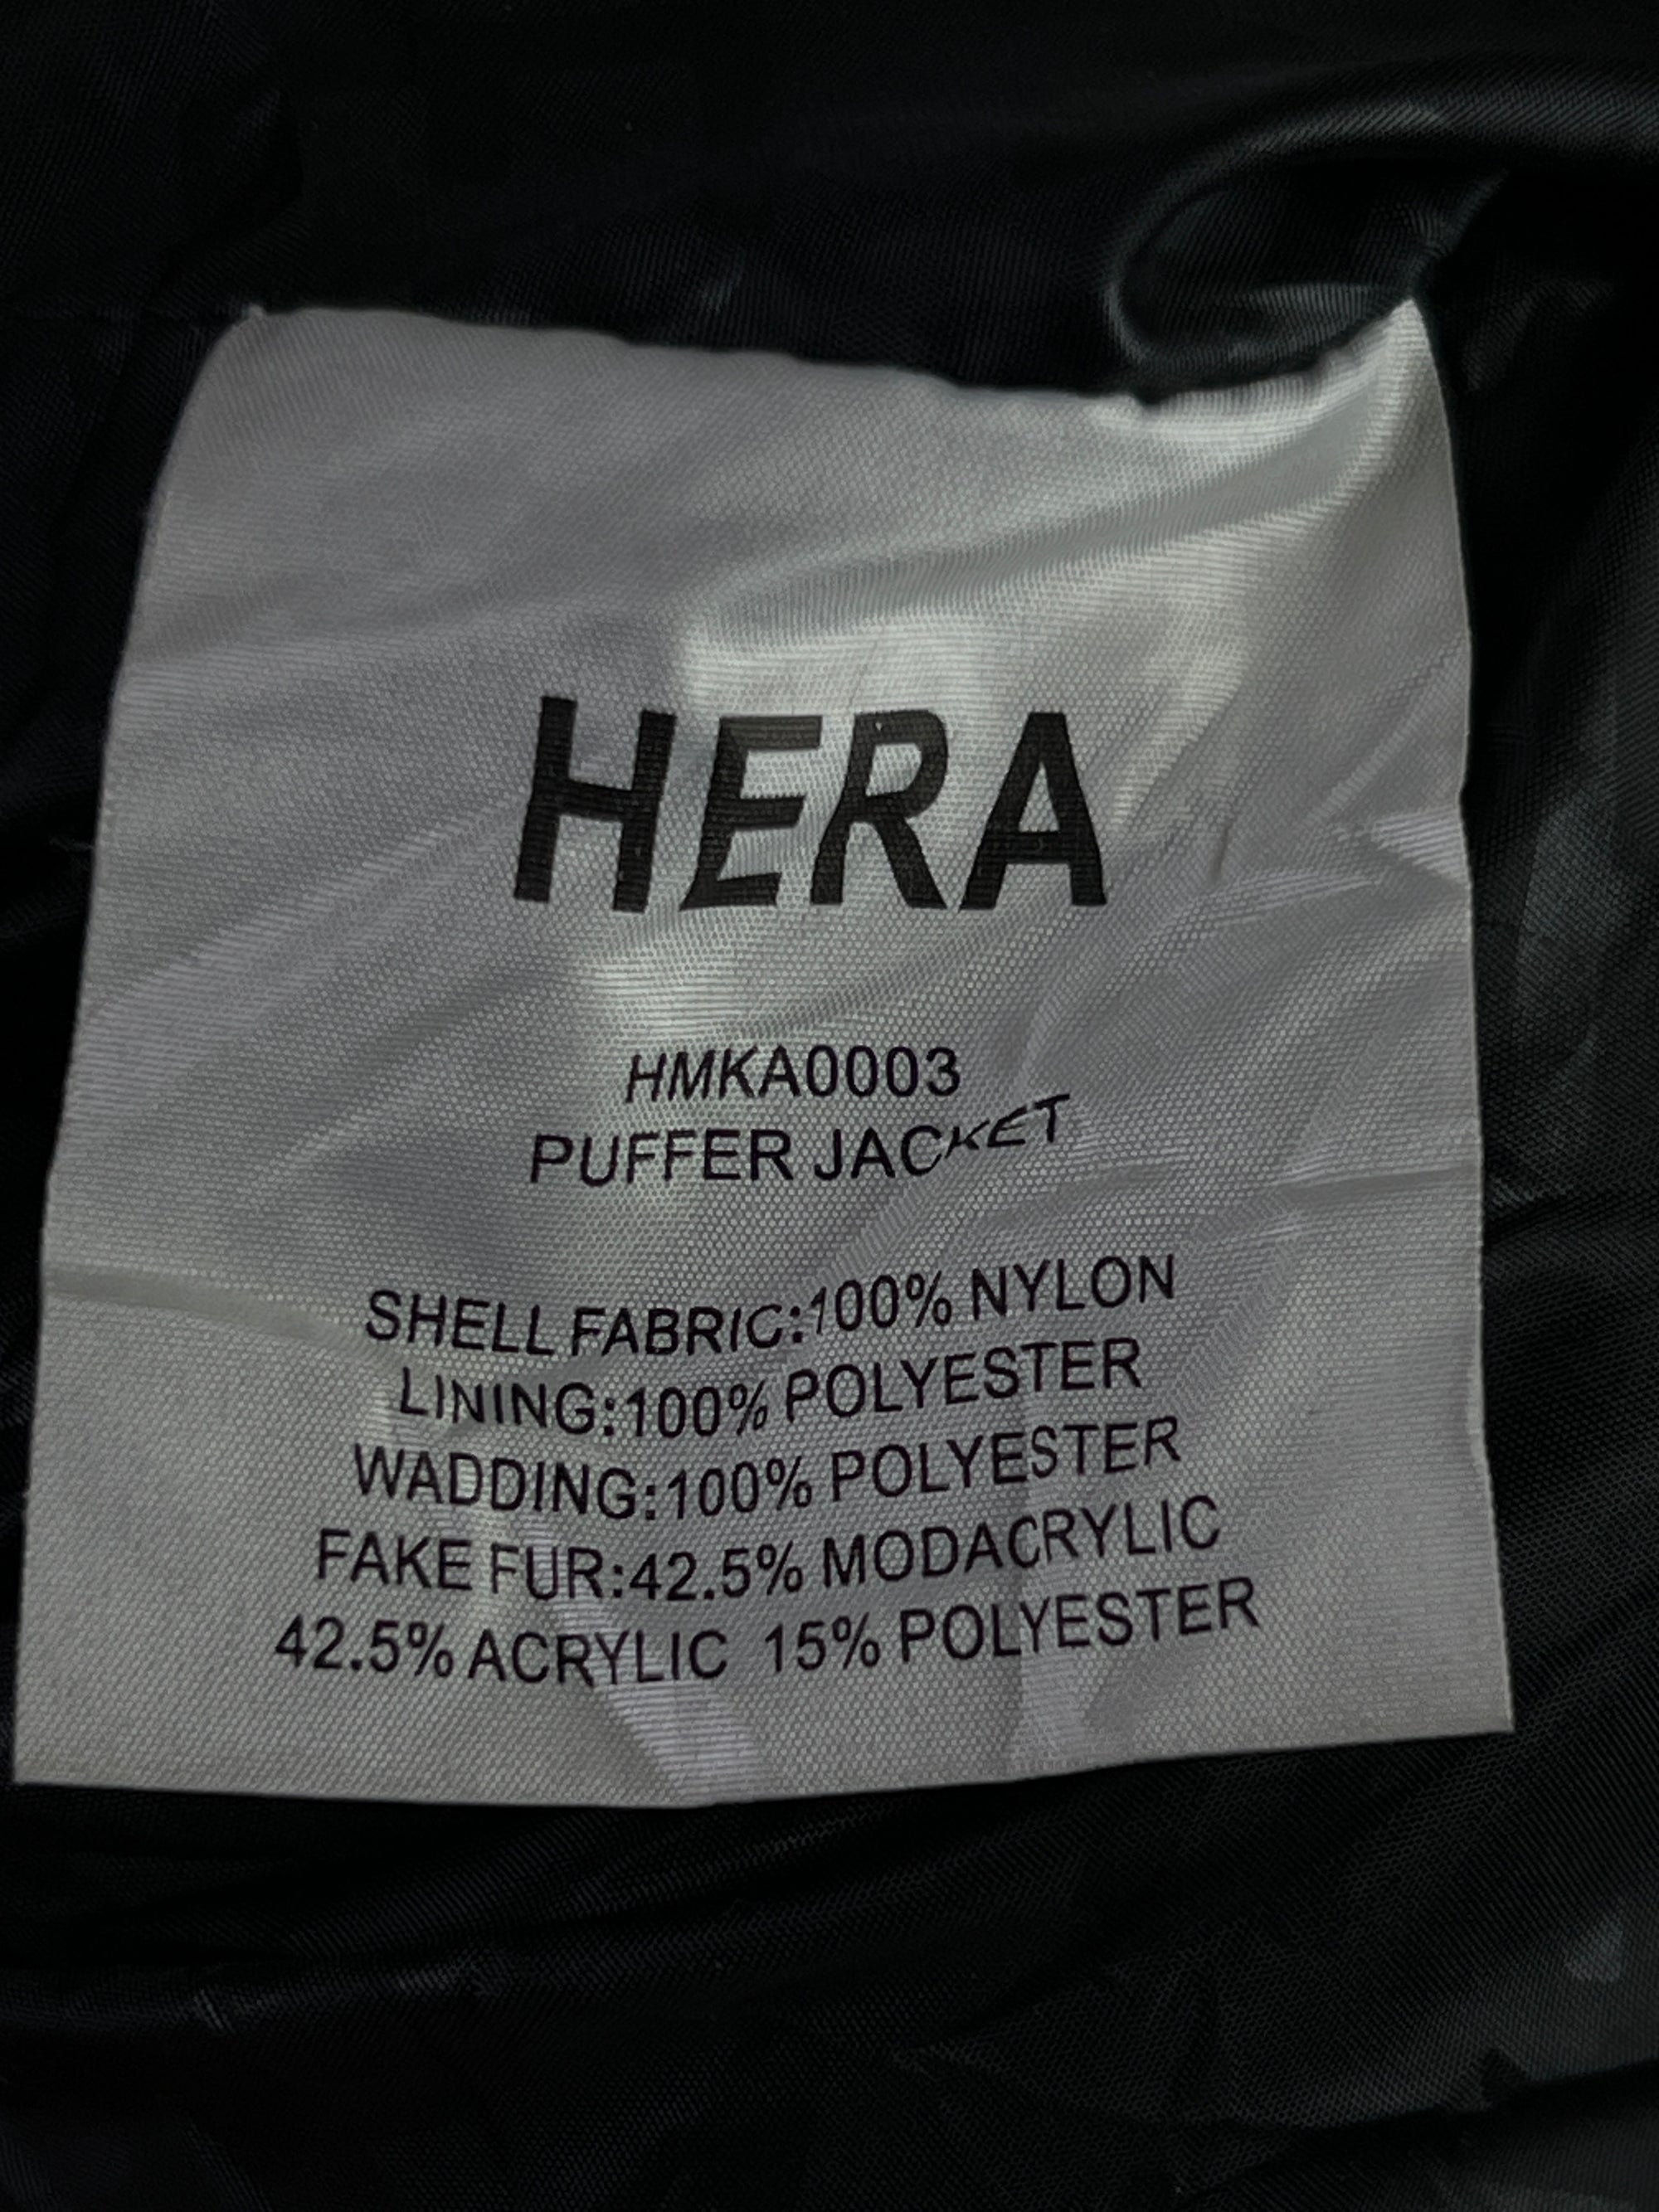 HERA
HMKA0003
PUFFER JACKET
SHELL FABRIC:100% NYLON
LINING:100% POLYESTER
WADDING:100% POLYESTER
FAKE FUR:42.5% MODACRYLIC
42.5% ACRYLIC 15% POLYESTER